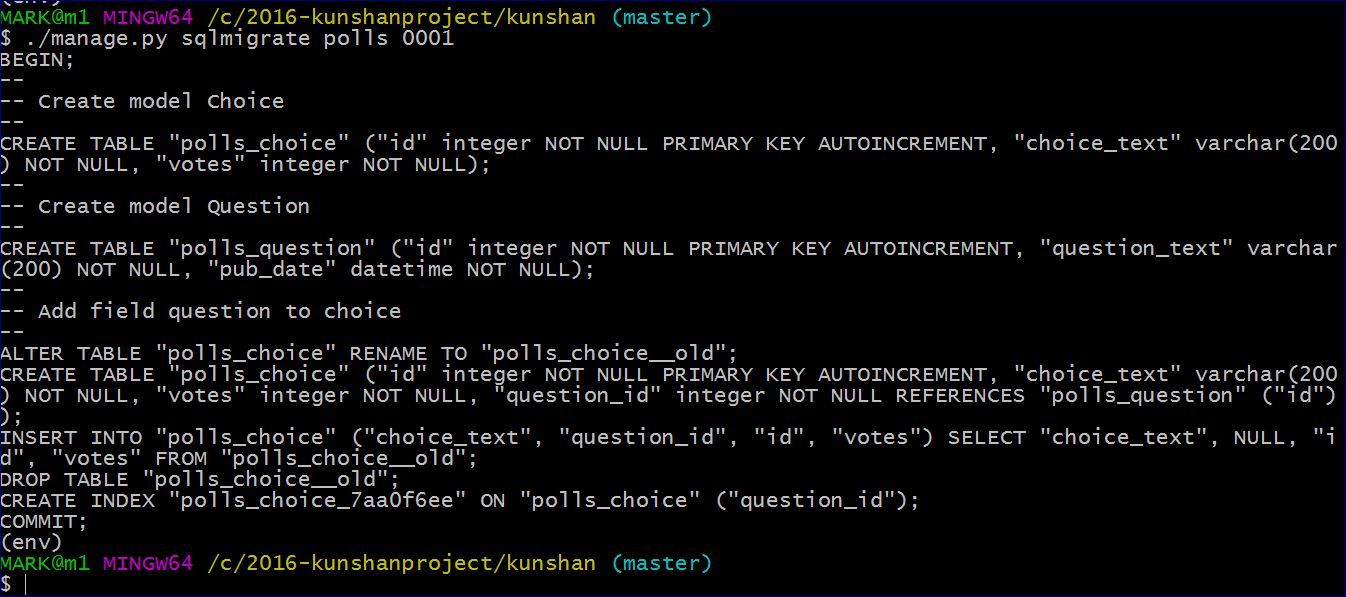 (env)
MARK@m1 MINGW64 /c/2016-kunshanproject/kunshan (master)
$ ./manage.py sqlmigrate polls 0001
BEGIN;
--
-- Create model Choice
--
CREATE TABLE "polls_choice" ("id" integer NOT NULL PRIMARY KEY AUTOINCREMENT, "choice_text" varchar(200
) NOT NULL, "votes" integer NOT NULL);
--
-- Create model Question
--
CREATE TABLE "polls_question" ("id" integer NOT NULL PRIMARY KEY AUTOINCREMENT, "question_text" varchar
(200) NOT NULL, "pub_date" datetime NOT NULL);
--
-- Add field question to choice
--
ALTER TABLE "polls_choice" RENAME TO "polls_choice__old";
CREATE TABLE "polls_choice" ("id" integer NOT NULL PRIMARY KEY AUTOINCREMENT, "choice_text" varchar(200
) NOT NULL, "votes" integer NOT NULL, "question_id" integer NOT NULL REFERENCES "polls_question" ("id")
);
INSERT INTO "polls_choice" ("choice_text", "question_id", "id", "votes") SELECT "choice_text", NULL, "i
d", "votes" FROM "polls_choice__old";
DROP TABLE "polls_choice__old";
CREATE INDEX "polls_choice_7aa0f6ee" ON "polls_choice" ("question_id");
COMMIT;
(env)
MARK@m1 MINGW64 /c/2016-kunshanproject/kunshan (master)
$